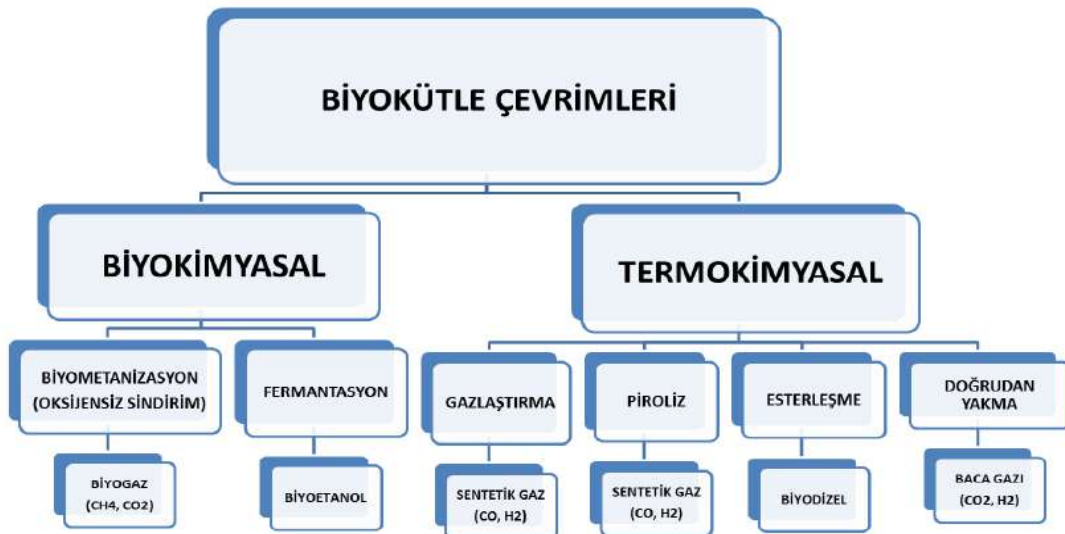 BİYOKÜTLE ÇEVRİMLERİ
BİYOKİMYASAL
TERMOKİMYASAL
BİYOMETANİZASYON
(OKSİJENSİZ SİNDİRİM)
FERMANTASYON
GAZLAŞTIRMA
PİROLİZ
ESTERLEŞME
DOĞRUDAN
YAKMA
BİYOGAZ
(CH4, CO2)
BİYOETANOL
SENTETİK GAZ
(CO, H2)
SENTETİK GAZ
(CO, H2)
BİYODİZEL
BACA GAZI
(CO2, H2)